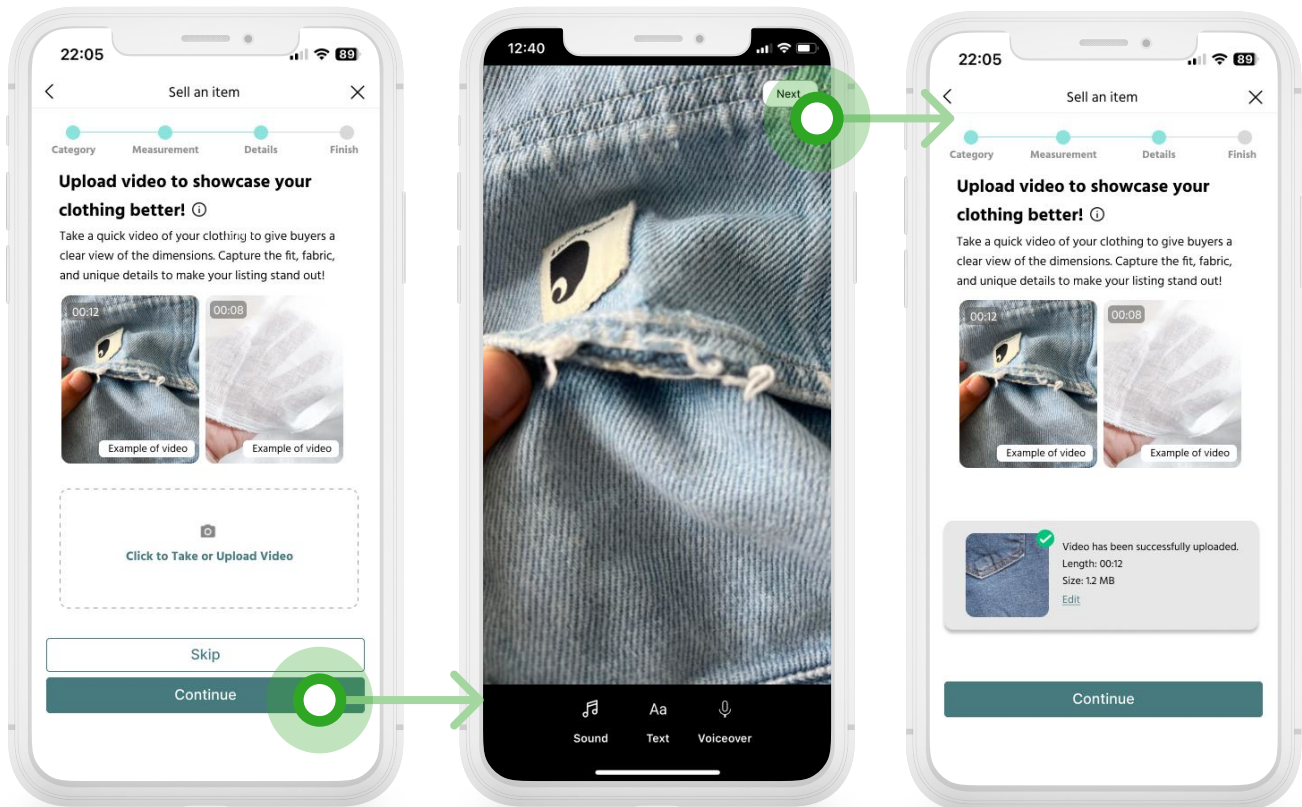 22:05
89
Sell an item
Category
Measurement
Details
Finish
Upload video to showcase your
clothing better!
Take a quick video of your clothing to give buyers a
clear view of the dimensions. Capture the fit, fabric,
and unique details to make your listing stand out!
00:12
00:08
Example of video
Example of video
Click to Take or Upload Video
Skip
Continue
12:40
Next
Aa
Sound
Text
Voiceover
22:05
89
Sell an item
Category
Measurement
Details
Finish
Upload video to showcase your
clothing better!
Take a quick video of your clothing to give buyers a
clear view of the dimensions. Capture the fit, fabric,
and unique details to make your listing stand out!
00:12
00:08
Example of video
Example of video
Video has been successfully uploaded.
Length: 00:12
Size: 1.2 MB
Edit
Continue